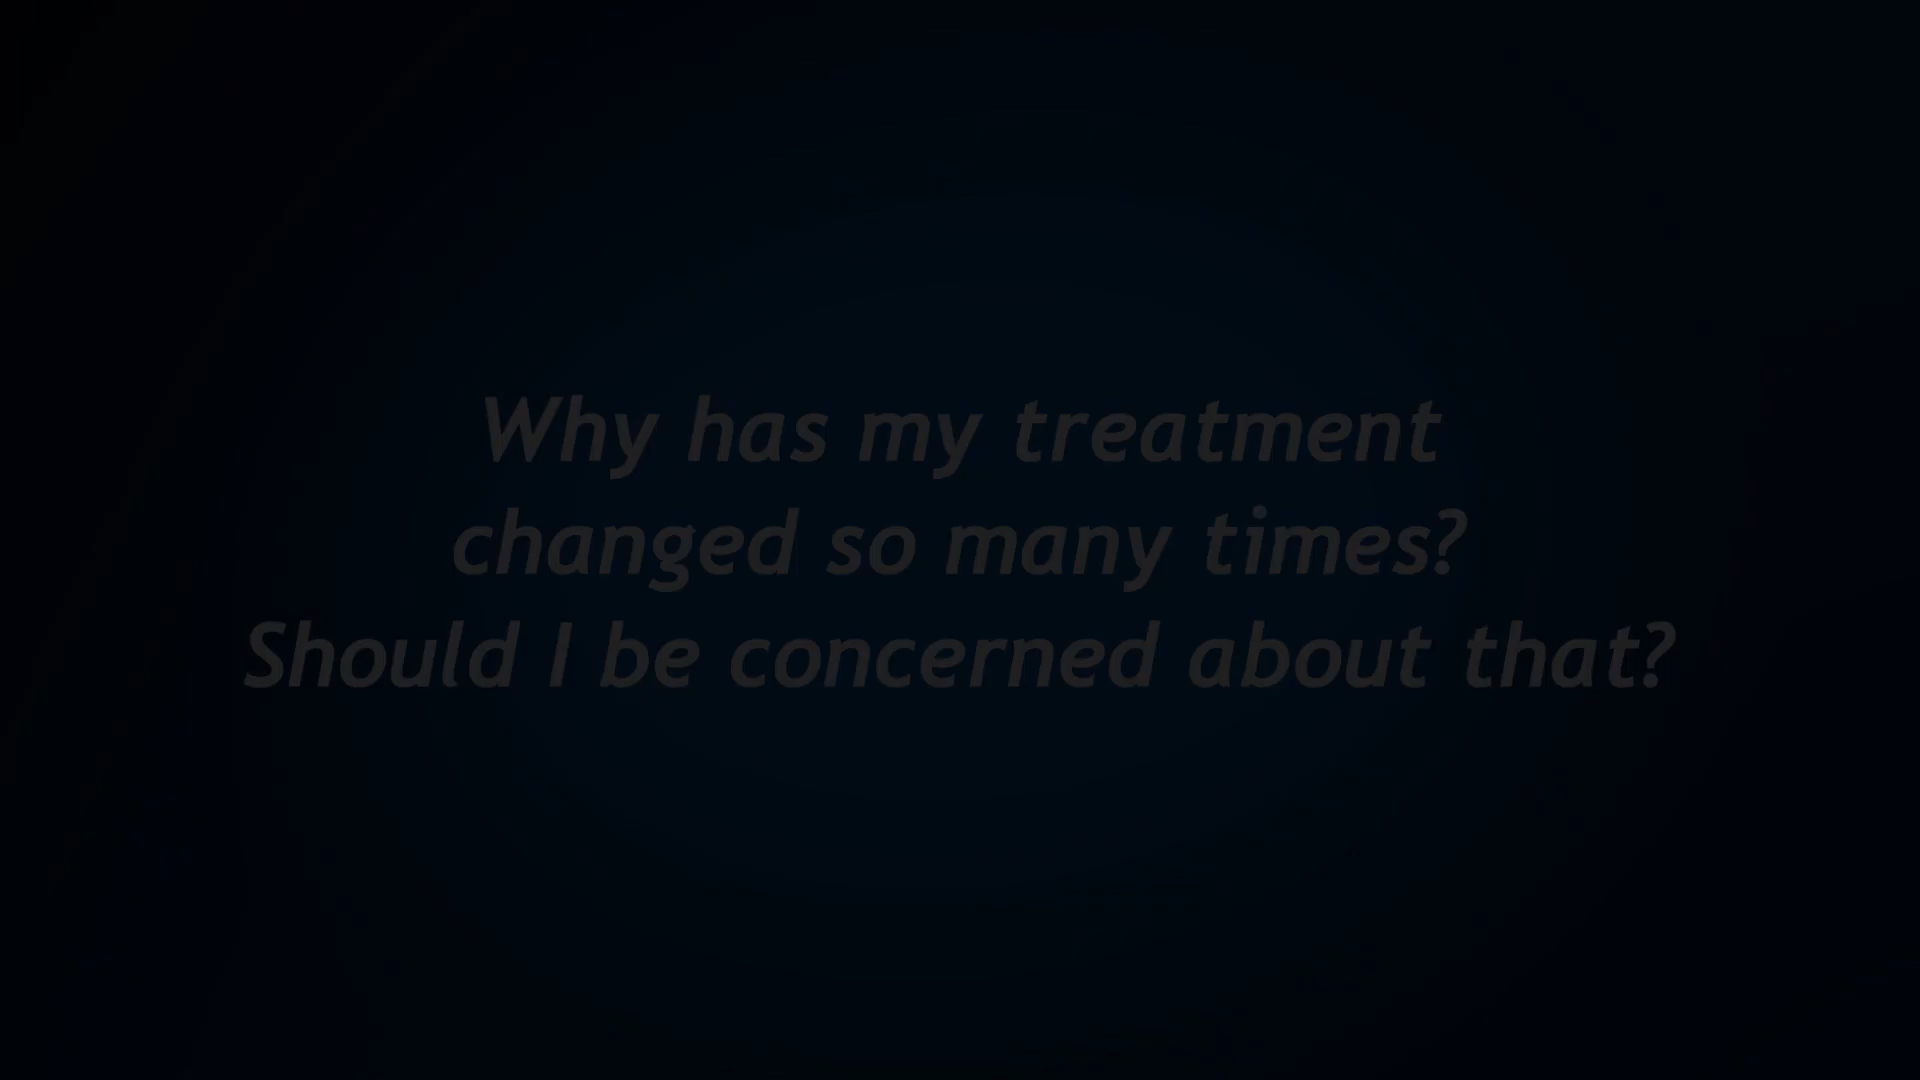 Why has my treatment
changed so many times?
Should I be concerned about that?